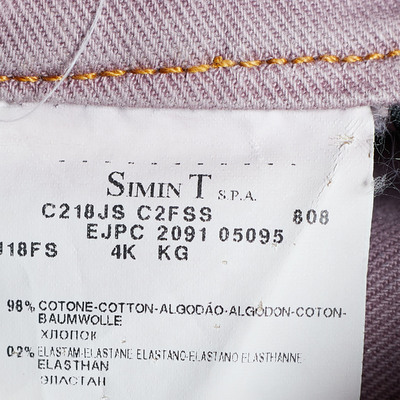 SIMIN T S.P.A.
C218JS C2FSS 808
EJPC 2091 05095
118FS 4K KG
98% COTONE-COTTON-ALGODÃO-ALGODON-COTON-
BAUMWOLLE
ХЛОПОК
02% ELASTAM-ELASTANE ELASTANO-ELASTANO ELASTHANNE
ELASTHAN
ЭЛАСТАН